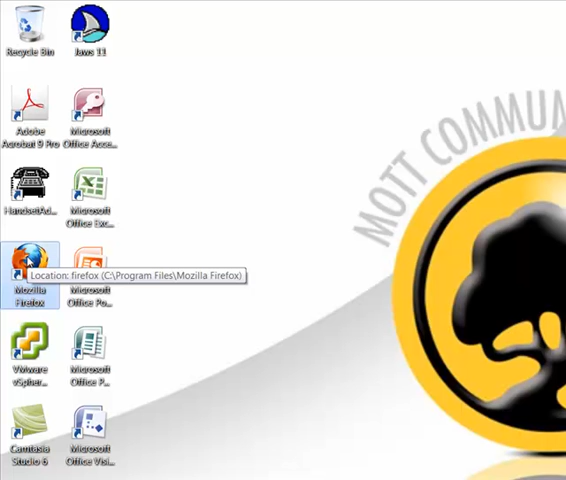 Recycle Bin
Jaws 11
Adobe
Acrobat 9 Pro
Microsoft
Office Acce...
HandsetAd...
Microsoft
Office Exc...
Location: firefox (C:\Program Files\Mozilla Firefox)
Mozilla
Firefox
Microsoft
Office Po...
VMware
vSpher...
Microsoft
Office P...
Camtasia
Studio 6
Microsoft
Office Visi...
MOTT COMMUN